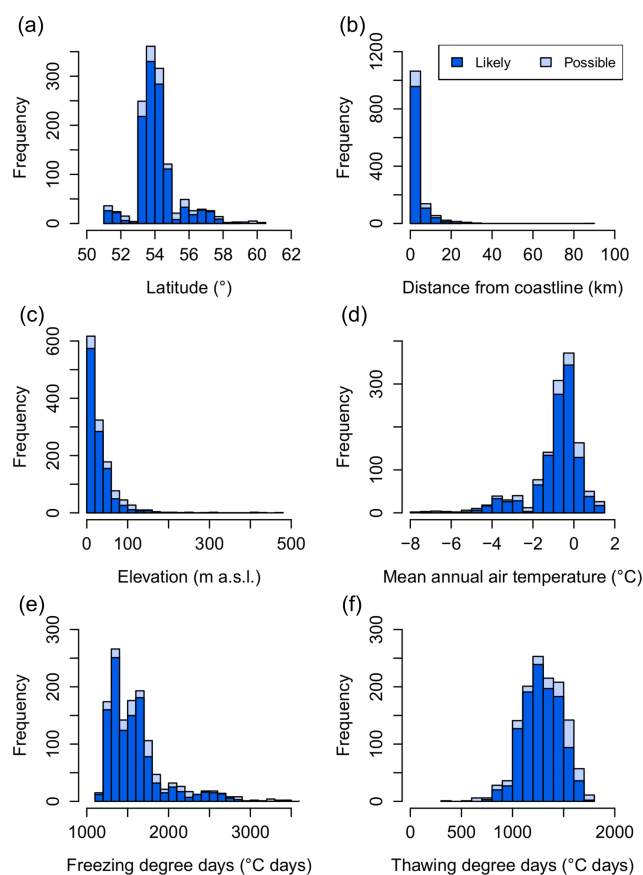 (a)
Frequency
0 100 200 300
50 52 54 56 58 60 62
Latitude (°)
(b)
Likely Possible
Frequency
0 400 800 1200
0 20 40 60 80 100
Distance from coastline (km)
(c)
Frequency
0 200 400 600
0 100 300 500
Elevation (m a.s.l.)
(d)
Frequency
0 100 300
−8 −6 −4 −2 0 2
Mean annual air temperature (°C)
(e)
Frequency
0 100 200 300
1000 2000 3000
Freezing degree days (°C days)
(f)
Frequency
0 100 200 300
0 500 1000 2000
Thawing degree days (°C days)